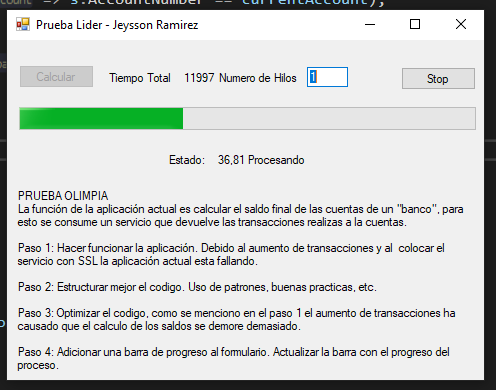 count => s.AccountNumber == currentAccount);
Prueba Lider - Jeysson Ramirez
Calcular
Tiempo Total 11997 Numero de Hilos 1
Stop
Estado: 36,81 Procesando
PRUEBA OLIMPIA
La función de la aplicación actual es calcular el saldo final de las cuentas de un "banco", para
esto se consume un servicio que devuelve las transacciones realizas a la cuentas.
Paso 1: Hacer funcionar la aplicación. Debido al aumento de transacciones y al colocar el
servicio con SSL la aplicación actual esta fallando.
Paso 2: Estructurar mejor el codigo. Uso de patrones, buenas practicas, etc.
Paso 3: Optimizar el codigo, como se menciono en el paso 1 el aumento de transacciones ha
causado que el calculo de los saldos se demore demasiado.
Paso 4: Adicionar una barra de progreso al formulario. Actualizar la barra con el progreso del
proceso.